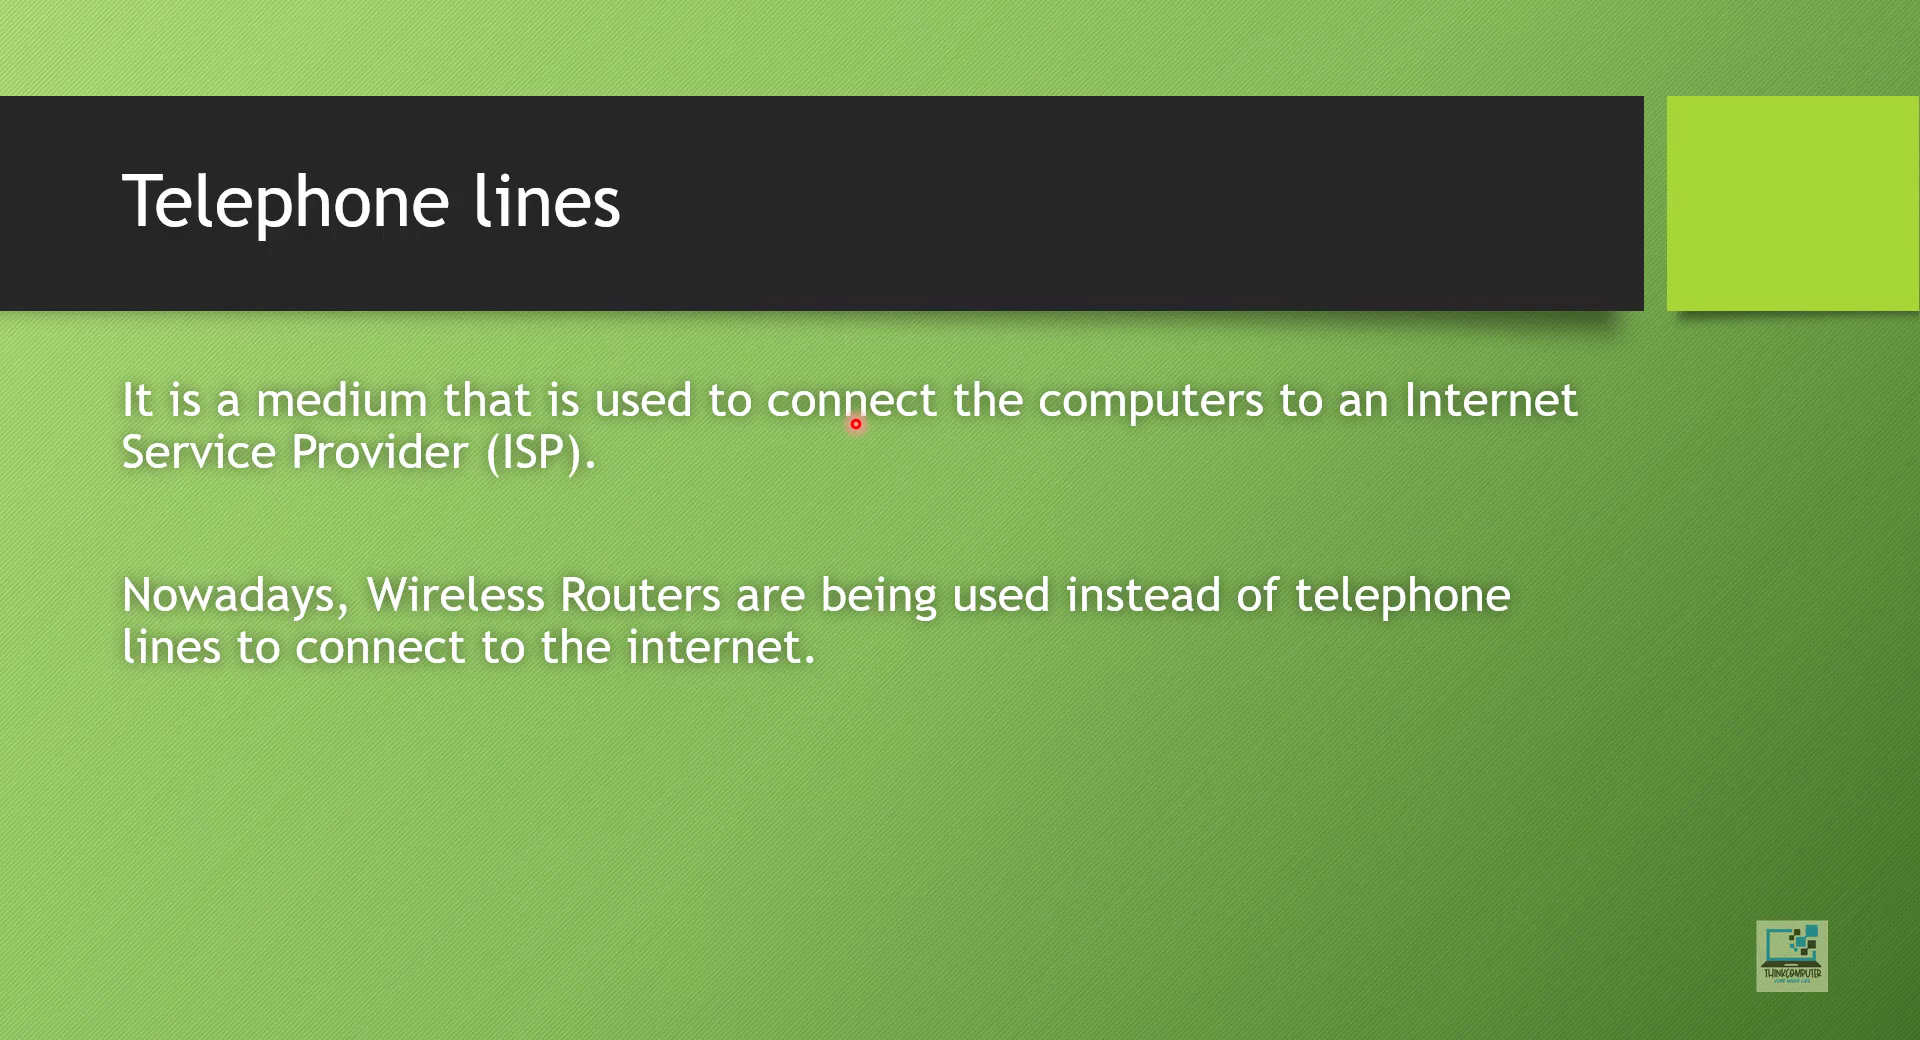 Telephone lines
It is a medium that is used to connect the computers to an Internet
Service Provider (ISP).
Nowadays, Wireless Routers are being used instead of telephone
lines to connect to the internet.
THINKCOMPUTER